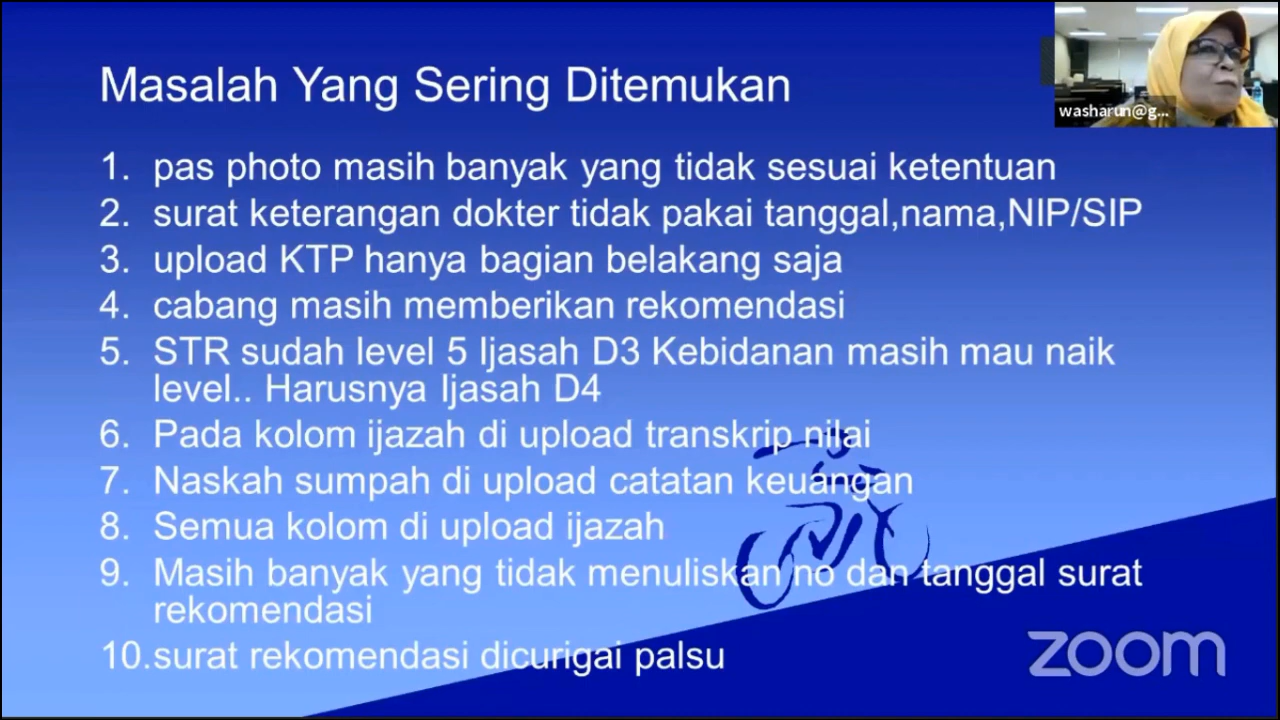 Masalah Yang Sering Ditemukan
washarun@g...
1. pas photo masih banyak yang tidak sesuai ketentuan
2. surat keterangan dokter tidak pakai tanggal,nama,NIP/SIP
3. upload KTP hanya bagian belakang saja
4. cabang masih memberikan rekomendasi
5. STR sudah level 5 Ijasah D3 Kebidanan masih mau naik
level.. Harusnya Ijasah D4
6. Pada kolom ijazah di upload transkrip nilai
7. Naskah sumpah di upload catatan keuangan
8. Semua kolom di upload ijazah
9. Masih banyak yang tidak menuliskan no dan tanggal surat
rekomendasi
10.surat rekomendasi dicurigai palsu
zoom